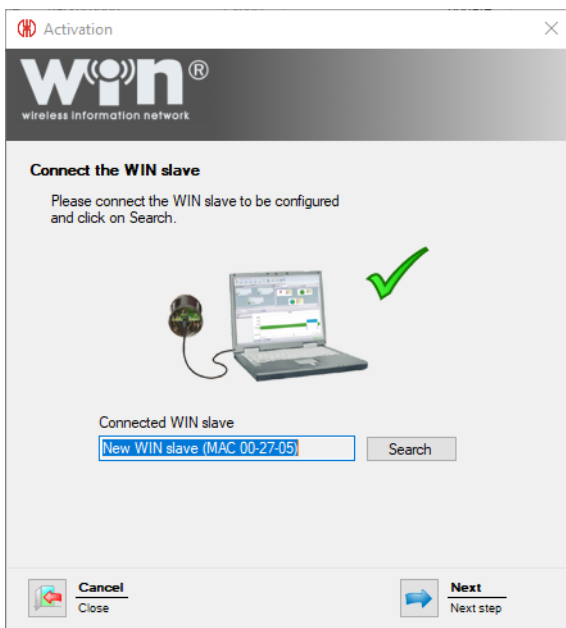 Activation
WIN®
wireless information network
Connect the WIN slave
Please connect the WIN slave to be configured
and click on Search.
Connected WIN slave
New WIN slave (MAC 00-27-05)
Search
Cancel
Close
Next
Next step